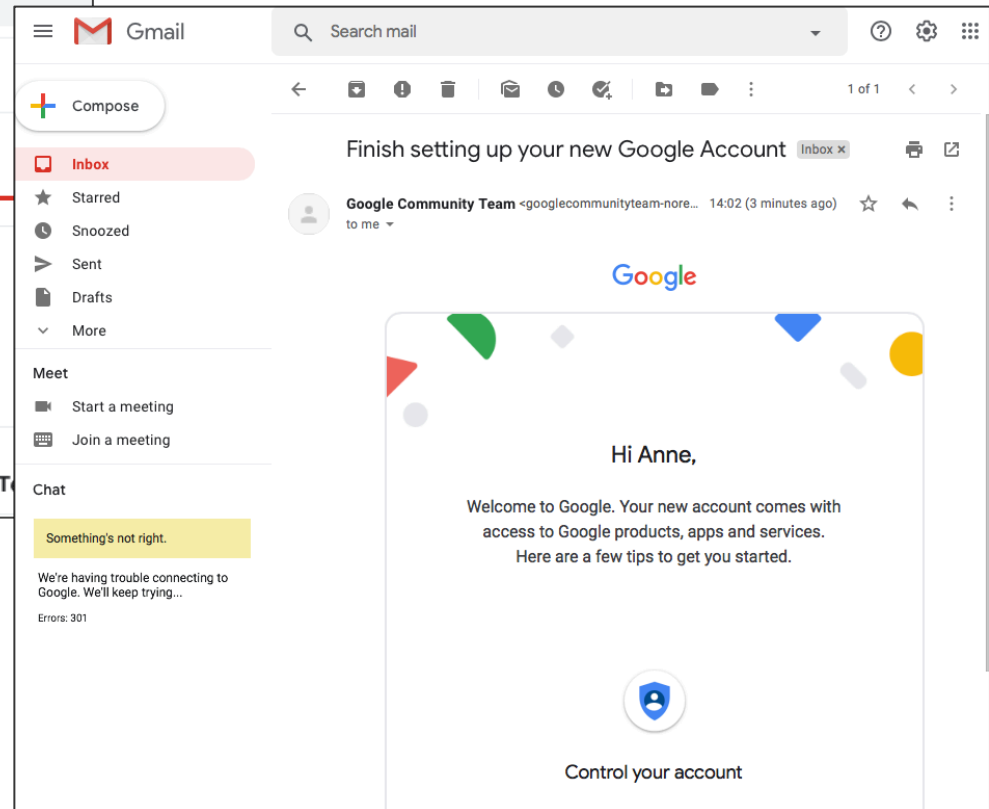 Gmail
Search mail
Compose
1 of 1
Inbox
Starred
Snoozed
Sent
Drafts
More
Meet
Start a meeting
Join a meeting
Chat
Something's not right.
We're having trouble connecting to
Google. We'll keep trying...
Errors: 301
Finish setting up your new Google Account Inbox x
Google Community Team <googlecommunityteam-nore... 14:02 (3 minutes ago)
to me
Google
Hi Anne,
Welcome to Google. Your new account comes with
access to Google products, apps and services.
Here are a few tips to get you started.
Control your account